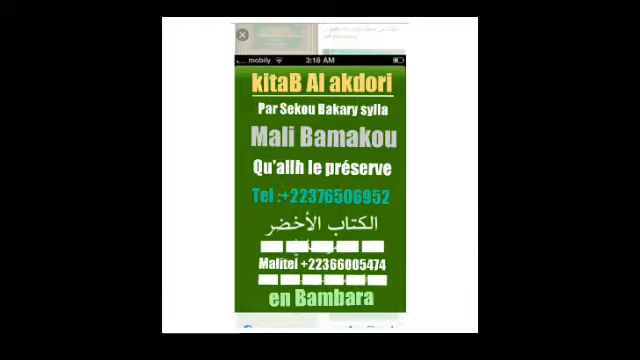 mobily 3:18 AM
kitaB Al akdori
Par Sekou Bakary sylla
Mali Bamakou
Qu'allh le préserve
Tel :+22376506952
الكتاب الأخضر
Malitel +22366005474
en Bambara